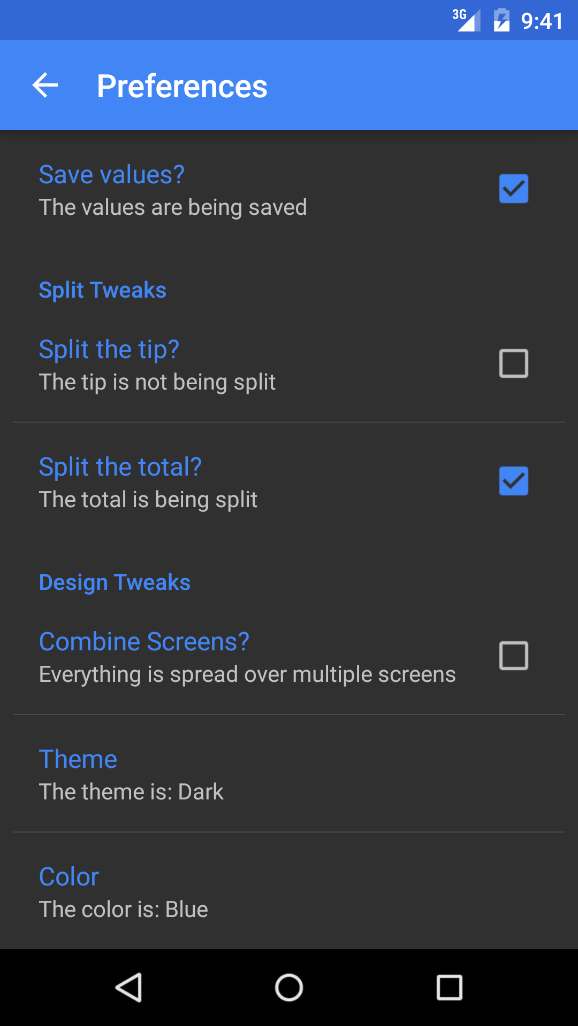 3G 9:41
Preferences
Save values?
The values are being saved
Split Tweaks
Split the tip?
The tip is not being split
Split the total?
The total is being split
Design Tweaks
Combine Screens?
Everything is spread over multiple screens
Theme
The theme is: Dark
Color
The color is: Blue